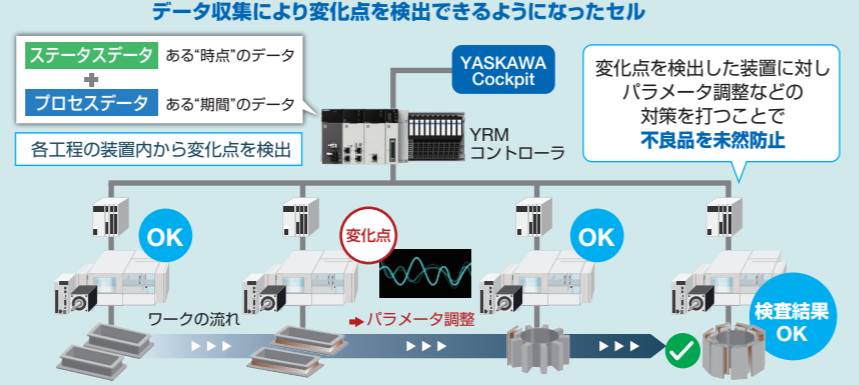 データ収集により変化点を検出できるようになったセル
ステータスデータ ある“時点”のデータ
+
プロセスデータ ある“期間”のデータ
各工程の装置内から変化点を検出
YASKAWA
Cockpit
YRM
コントローラ
変化点を検出した装置に対し
パラメータ調整などの
対策を打つことで
不良品を未然防止
OK
変化点
OK
ワークの流れ
➡パラメータ調整
▶▶▶
▶▶▶
▶▶▶
検査結果
OK